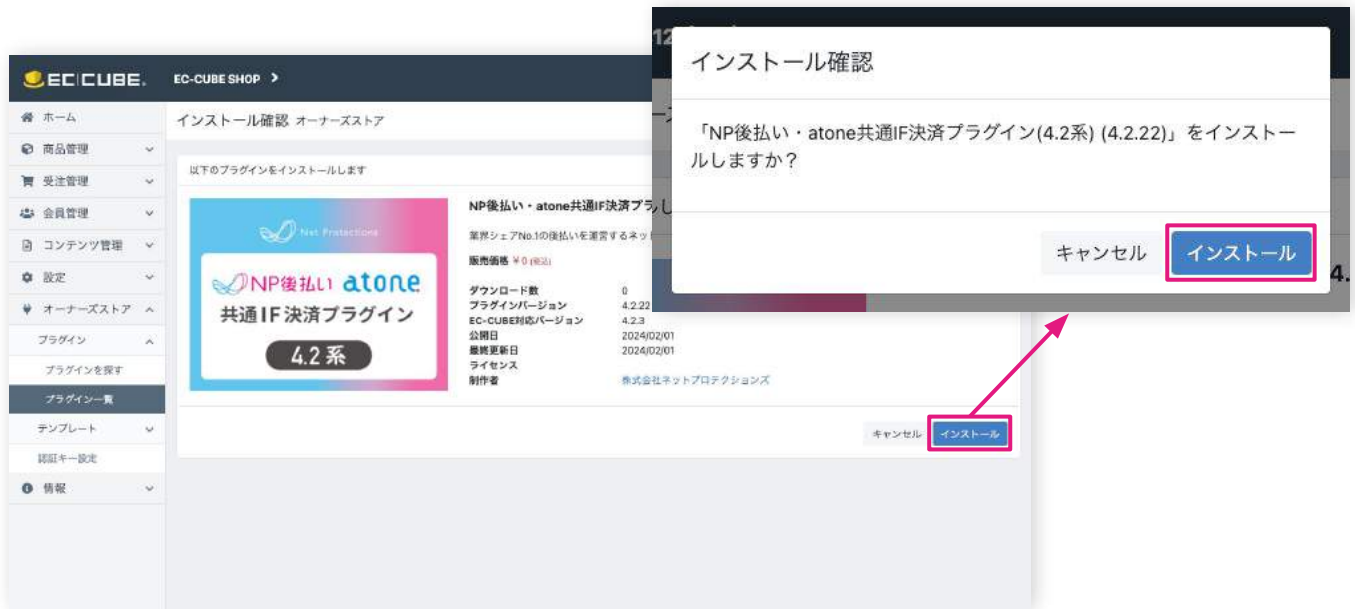 EC CUBE.
EC-CUBE SHOP
ホーム
商品管理
受注管理
会員管理
コンテンツ管理
設定
オーナーズストア
プラグイン
プラグインを探す
プラグイン一覧
テンプレート
認証キー設定
情報
インストール確認 オーナーズストア
以下のプラグインをインストールします
Net Protections
NP後払い atone
共通IF決済プラグイン
4.2系
NP後払い・atone共通IF決済プラ
業界シェアNo.1の後払いを運営するネッ
販売価格 ¥ 0 (税込)
ダウンロード数 0
プラグインバージョン 4.2.22
EC-CUBE対応バージョン 4.2.3
公開日 2024/02/01
最終更新日 2024/02/01
ライセンス
制作者 株式会社ネットプロテクションズ
キャンセル インストール
12
インストール確認
「NP後払い・atone共通IF決済プラグイン(4.2系) (4.2.22)」をインストー
ルしますか？
キャンセル インストール
し
4.